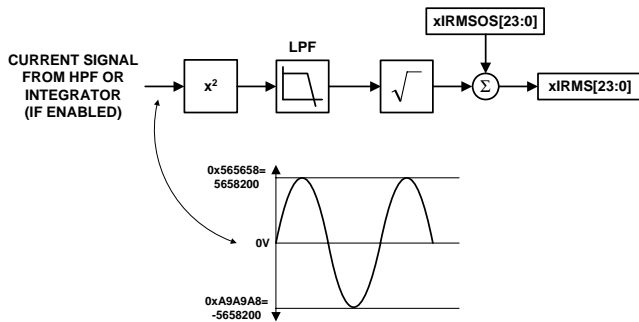 xIRMSOS[23:0]
LPF
CURRENT SIGNAL
FROM HPF OR
INTEGRATOR
(IF ENABLED)
x²
√
Σ
xIRMS[23:0]
0x565658=
5658200
0V
0xA9A9A8=
-5658200